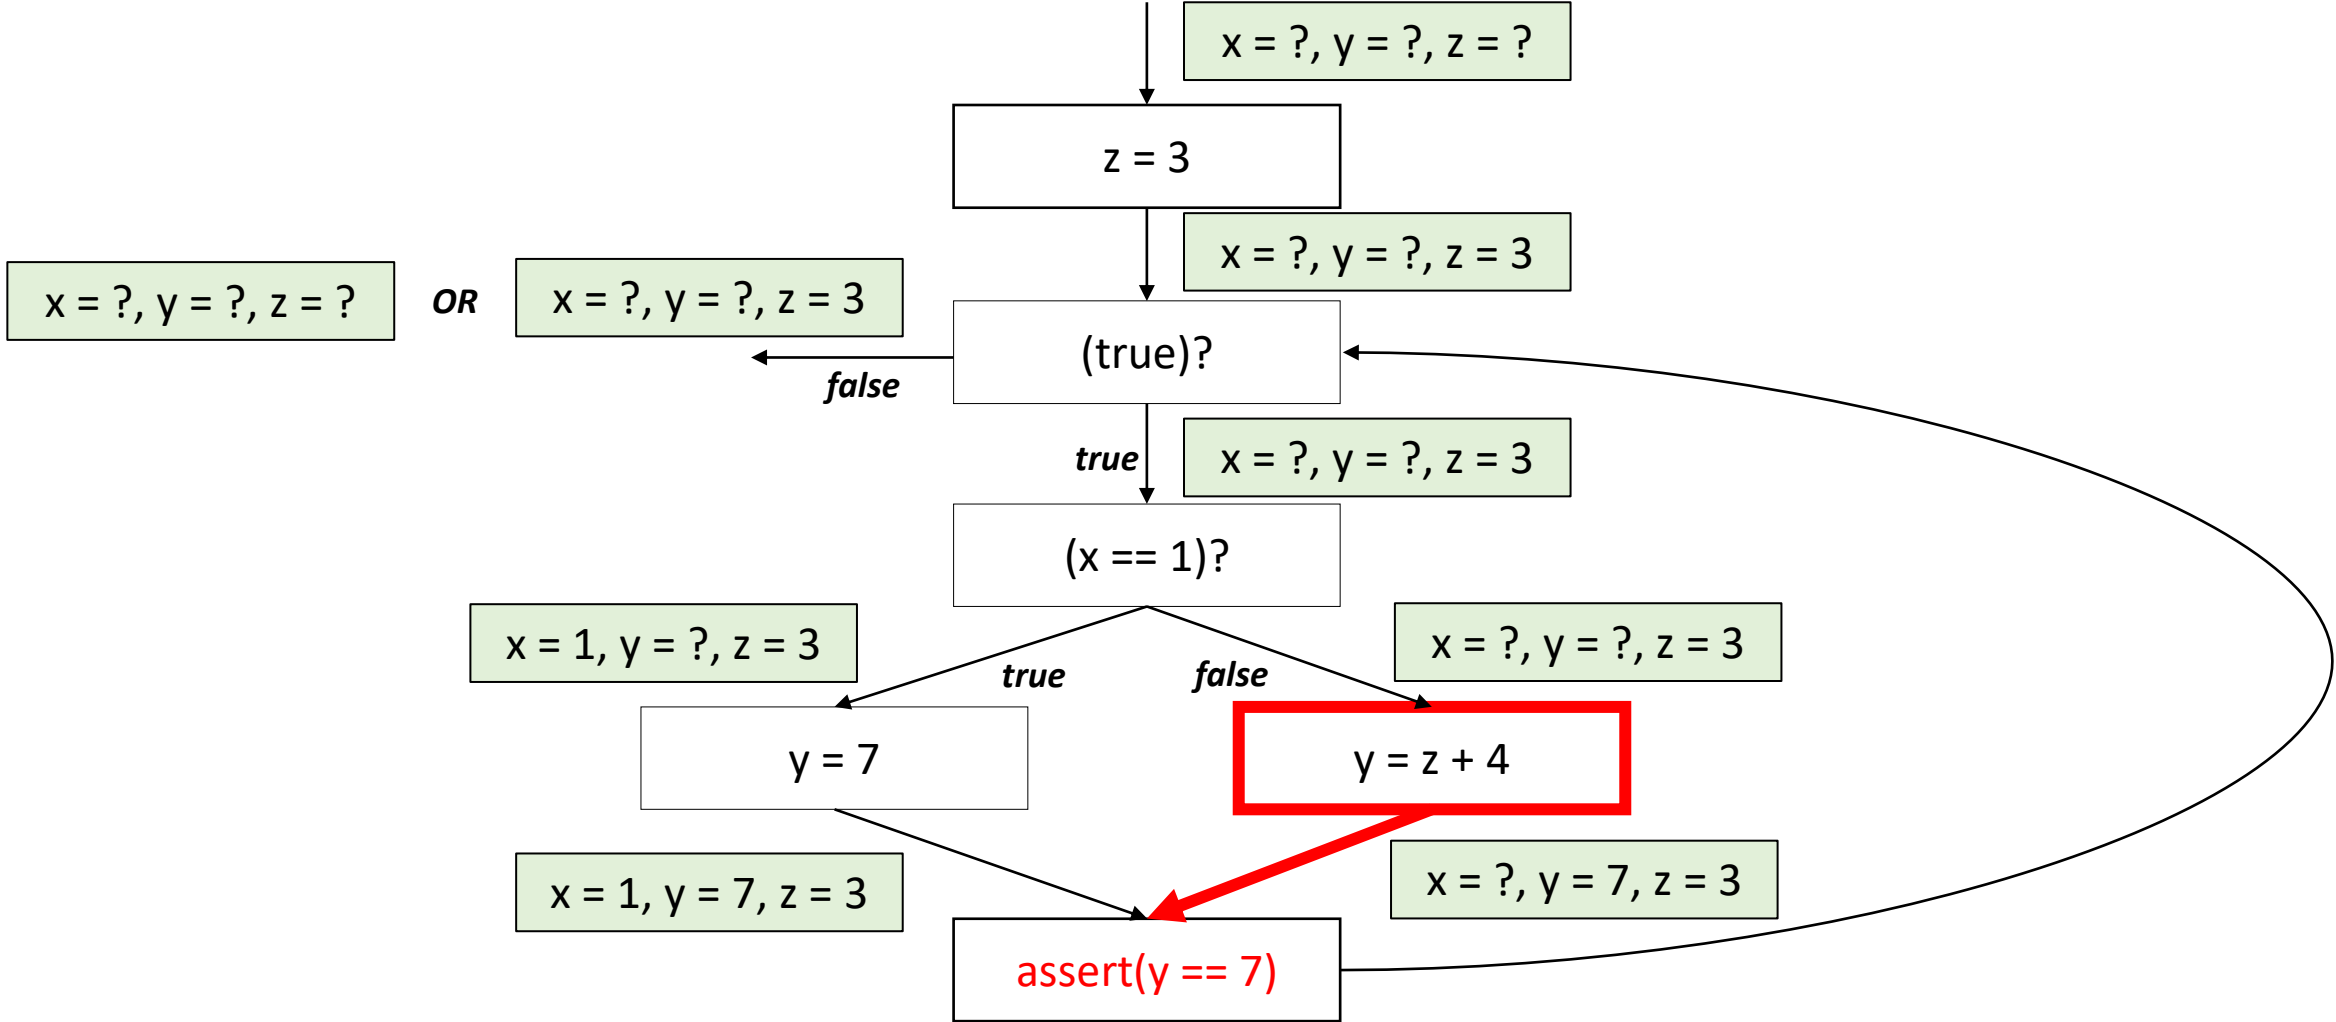 x = ?, y = ?, z = ?
z = 3
x = ?, y = ?, z = 3
x = ?, y = ?, z = ?
OR
x = ?, y = ?, z = 3
(true)?
false
true
x = ?, y = ?, z = 3
(x == 1)?
x = 1, y = ?, z = 3
true
false
x = ?, y = ?, z = 3
y = 7
y = z + 4
x = 1, y = 7, z = 3
x = ?, y = 7, z = 3
assert(y == 7)